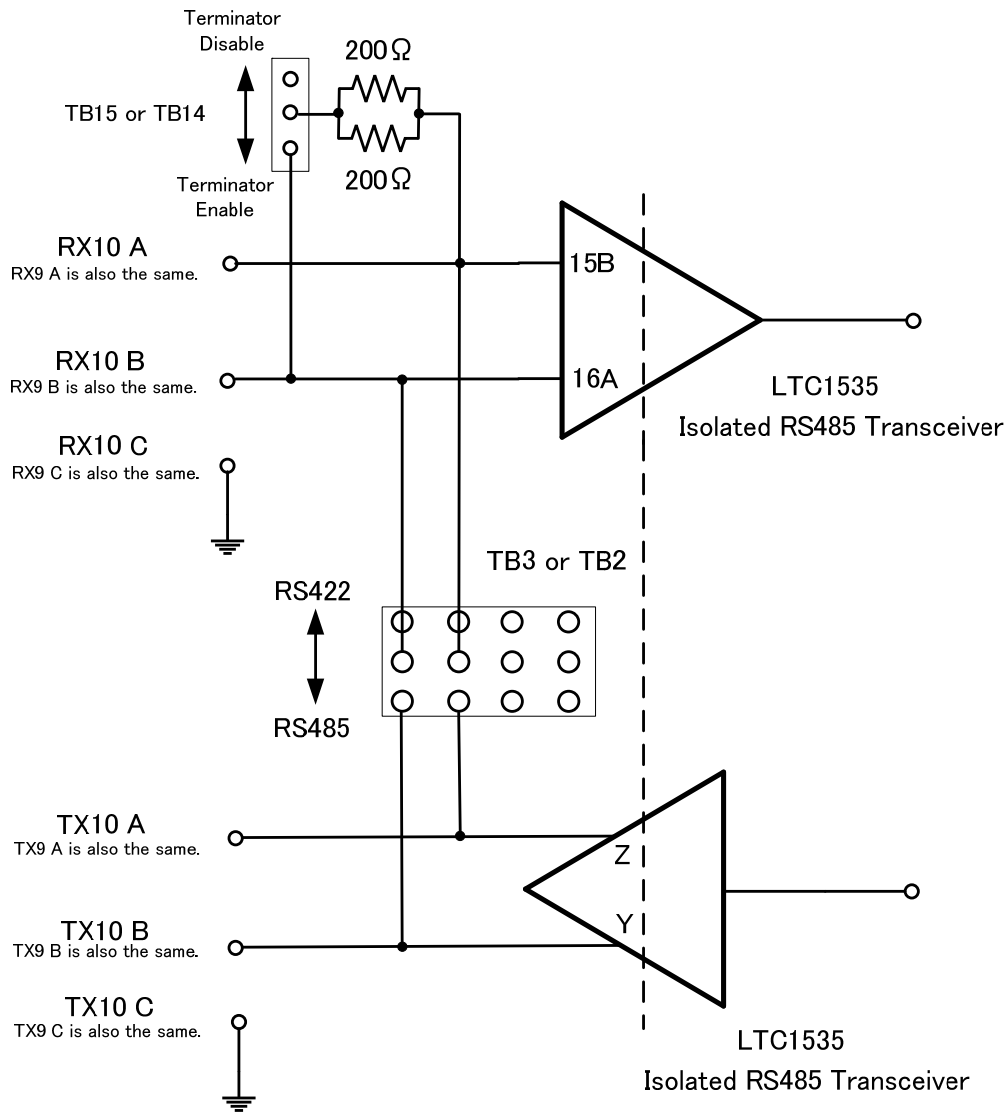 Terminator
Disable
200Ω
TB15 or TB14
200Ω
Terminator
Enable
RX10 A
RX9 A is also the same.
15B
RX10 B
RX9 B is also the same.
16A
LTC1535
Isolated RS485 Transceiver
RX10 C
RX9 C is also the same.
TB3 or TB2
RS422
RS485
TX10 A
TX9 A is also the same.
Z
TX10 B
TX9 B is also the same.
Y
TX10 C
TX9 C is also the same.
LTC1535
Isolated RS485 Transceiver